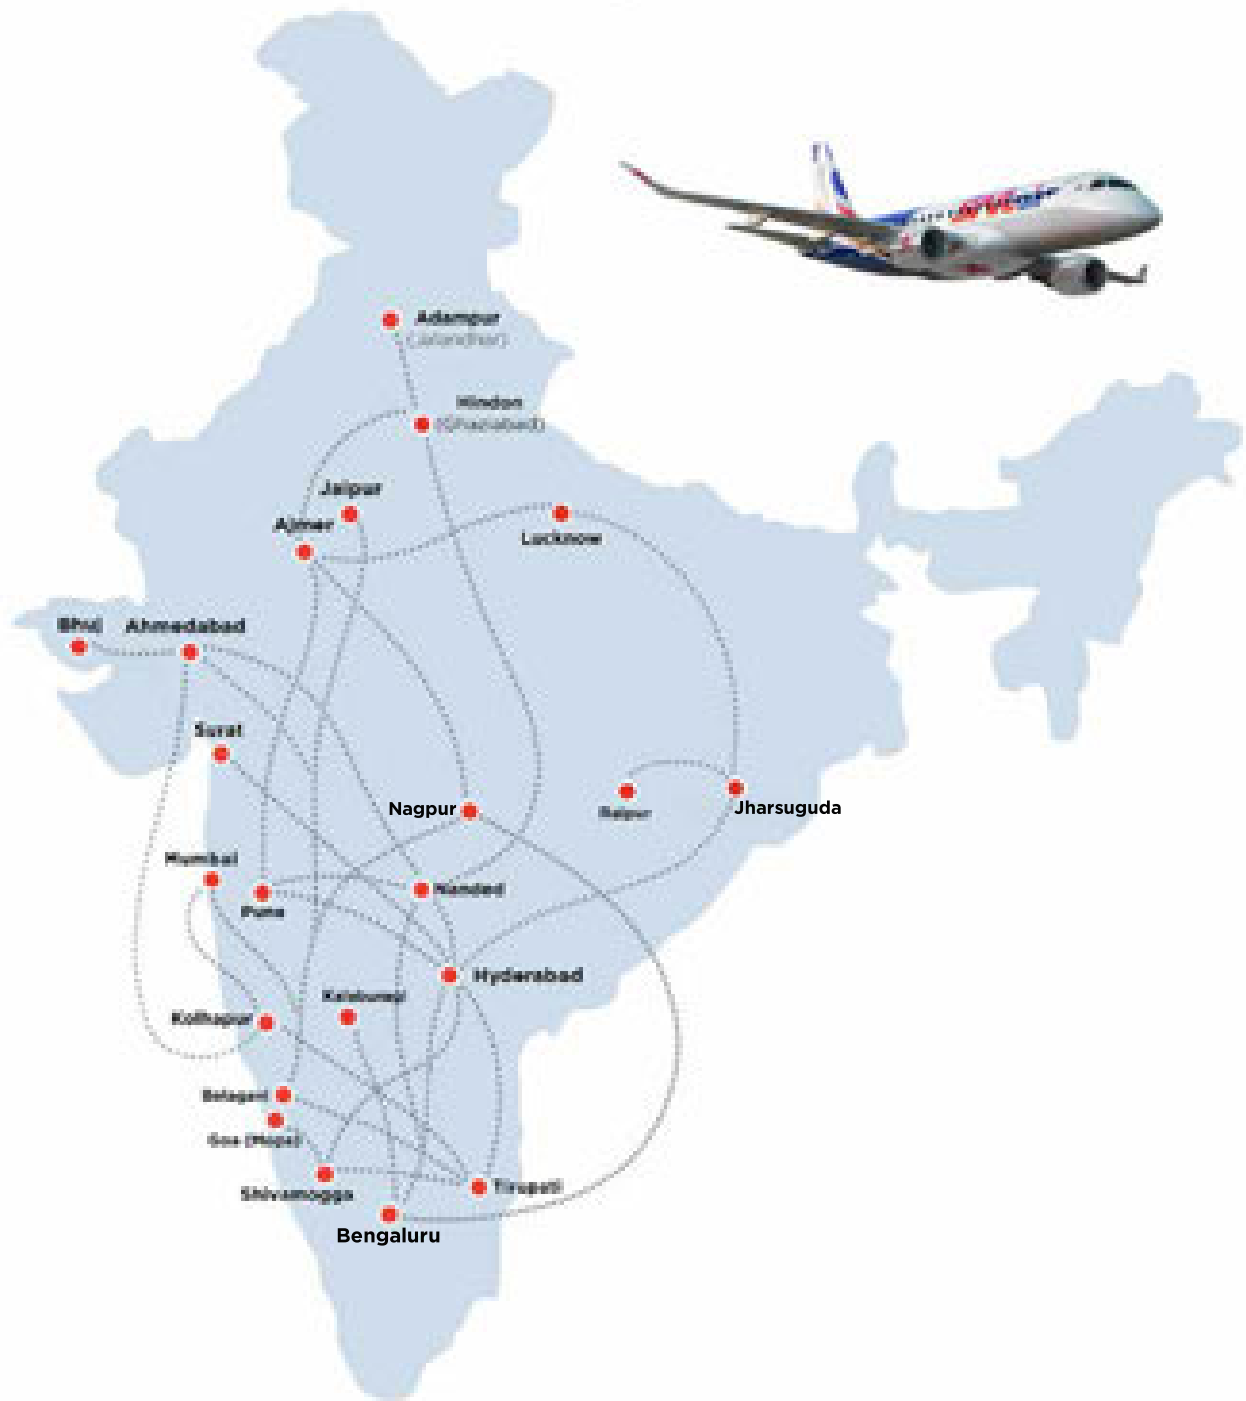 Adampur
(Jalandhar)
Hindon
(Ghaziabad)
Jaipur
Ajmer
Lucknow
Bhuj
Ahmedabad
Surat
Nagpur
Raipur
Jharsuguda
Mumbai
Pune
Nanded
Hyderabad
Kalaburagi
Kolhapur
Belagavi
Goa (Mopa)
Shivamogga
Tirupati
Bengaluru